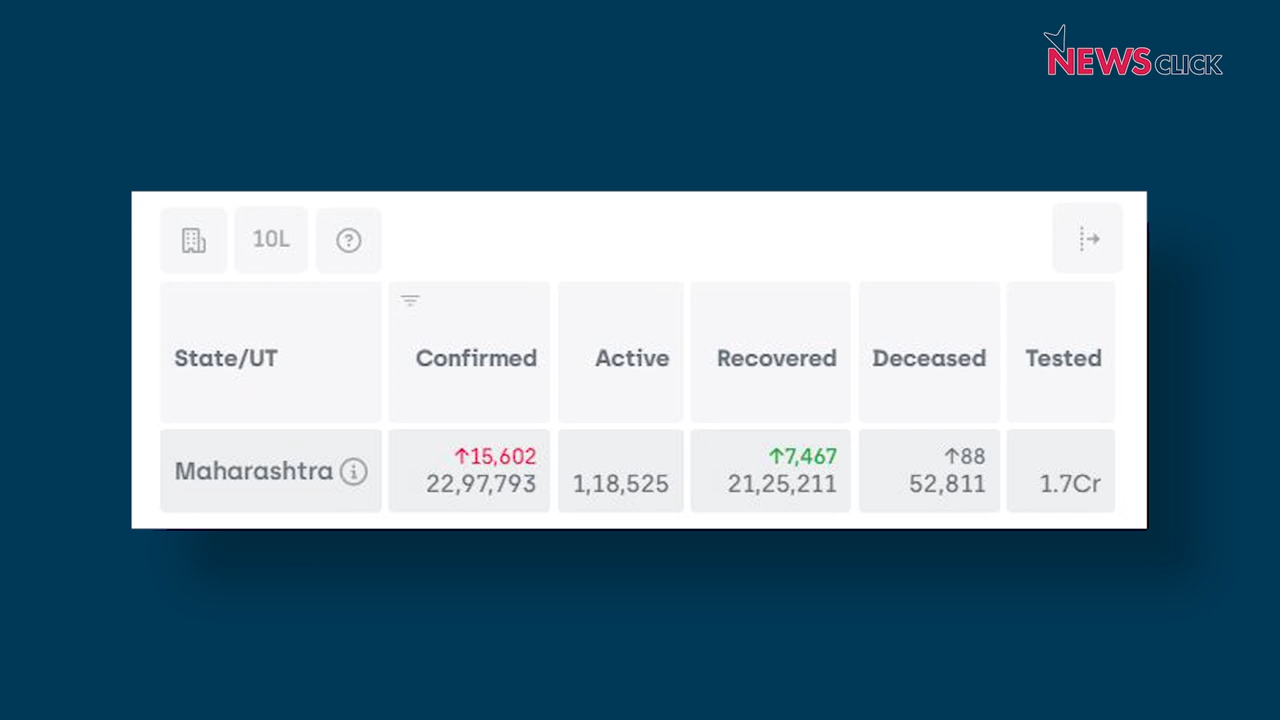 NEWSCLICK
10L
State/UT Confirmed Active Recovered Deceased Tested
↑15,602 ↑7,467 ↑88
Maharashtra 22,97,793 1,18,525 21,25,211 52,811 1.7Cr